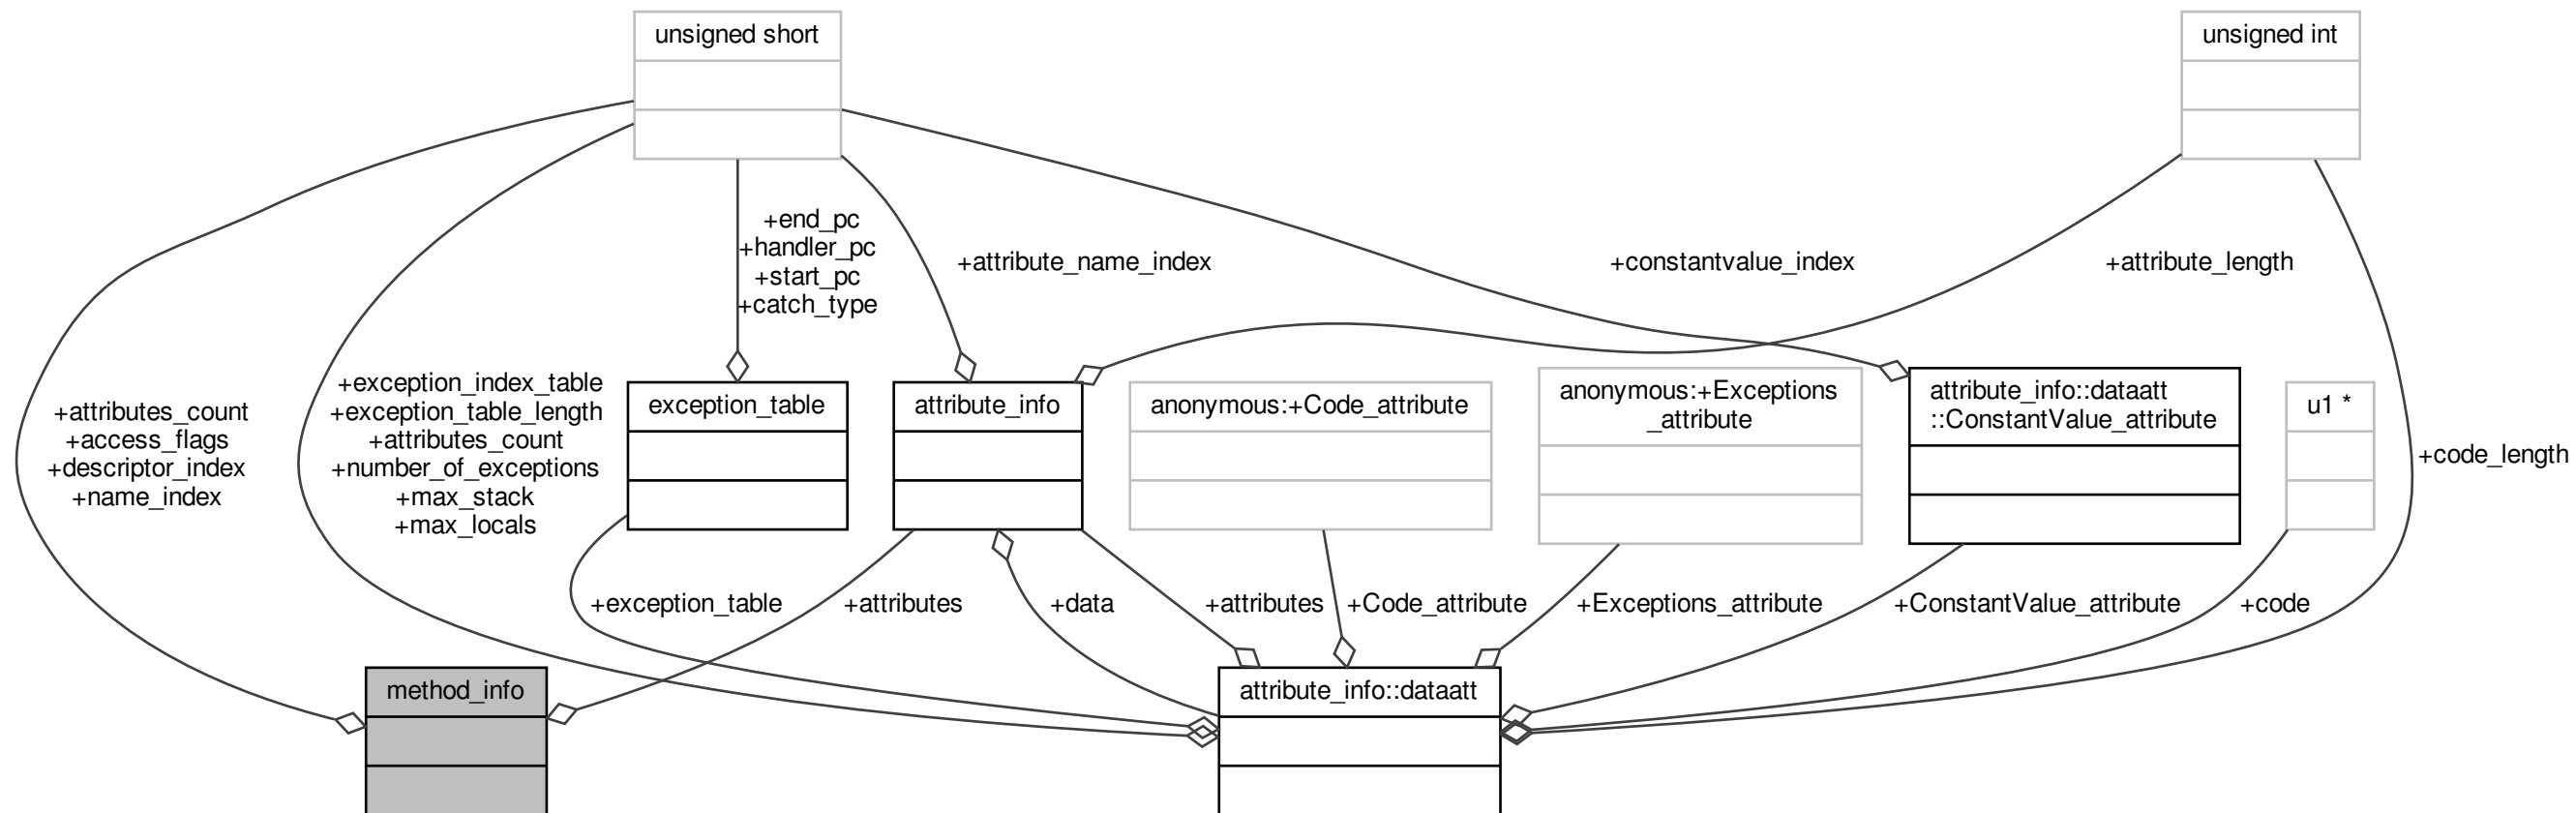 unsigned short
unsigned int
+end_pc
+handler_pc
+start_pc
+catch_type
+attribute_name_index
+constantvalue_index
+attribute_length
+attributes_count
+access_flags
+descriptor_index
+name_index
+exception_index_table
+exception_table_length
+attributes_count
+number_of_exceptions
+max_stack
+max_locals
exception_table
attribute_info
anonymous:+Code_attribute
anonymous:+Exceptions
_attribute
attribute_info::dataatt
::ConstantValue_attribute
u1 *
+code_length
+exception_table
+attributes
+data
+attributes
+Code_attribute
+Exceptions_attribute
+ConstantValue_attribute
+code
method_info
attribute_info::dataatt